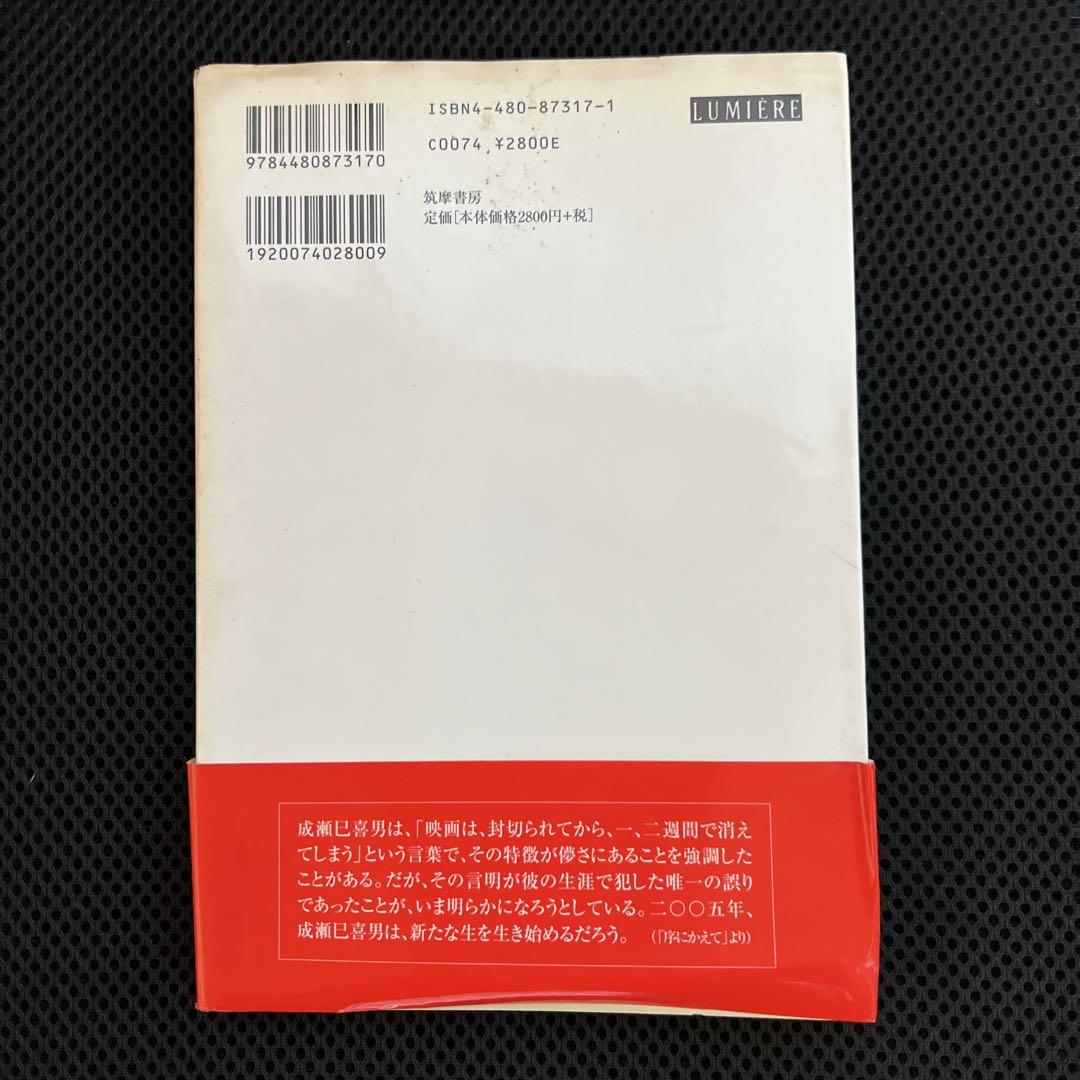 ISBN4-480-87317-1
LUMIÈRE
9784480873170
C0074 ¥2800E
筑摩書房
定価[本体価格2800円+税]
1920074028009
成瀬巳喜男は、「映画は、封切られてから、一、二週間で消え
てしまう」という言葉で、その特徴が儚さにあることを強調した
ことがある。だが、その言明が彼の生涯で犯した唯一の誤り
であったことが、いま明らかになろうとしている。二〇〇五年、
成瀬巳喜男は、新たな生を生き始めるだろう。 (「序にかえて」より)